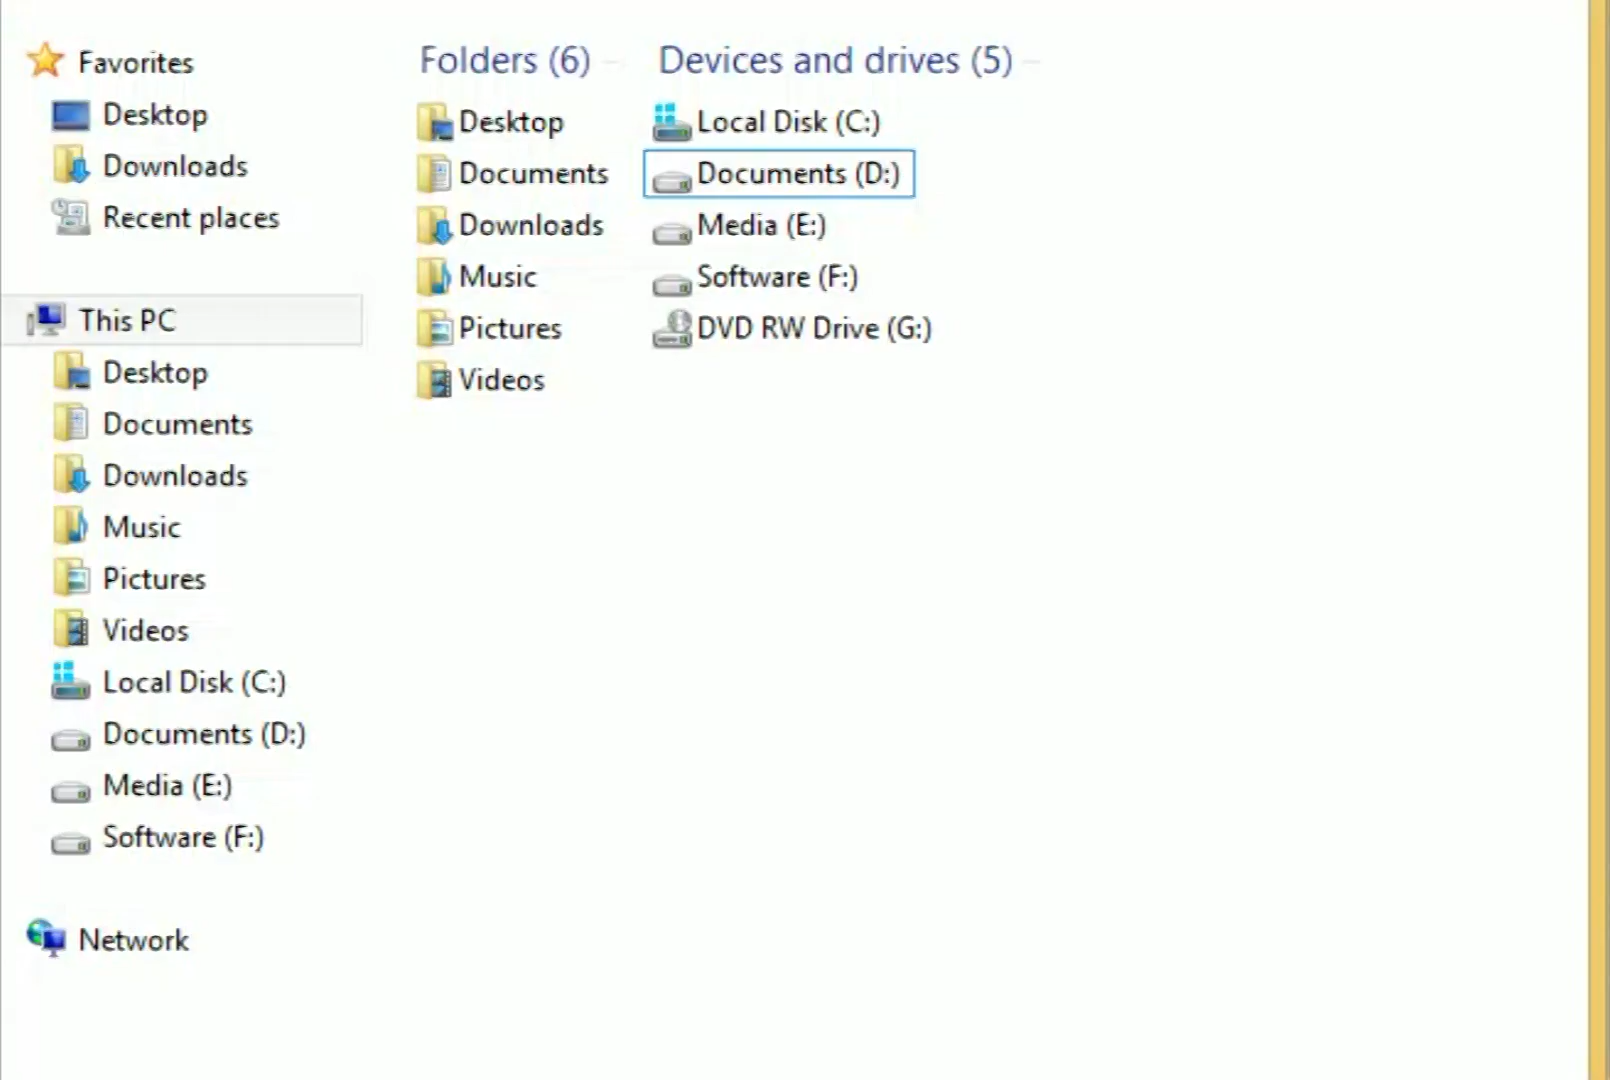 Favorites
Desktop
Downloads
Recent places
This PC
Desktop
Documents
Downloads
Music
Pictures
Videos
Local Disk (C:)
Documents (D:)
Media (E:)
Software (F:)
Network
Folders (6)
Desktop
Documents
Downloads
Music
Pictures
Videos
Devices and drives (5)
Local Disk (C:)
Documents (D:)
Media (E:)
Software (F:)
DVD RW Drive (G:)